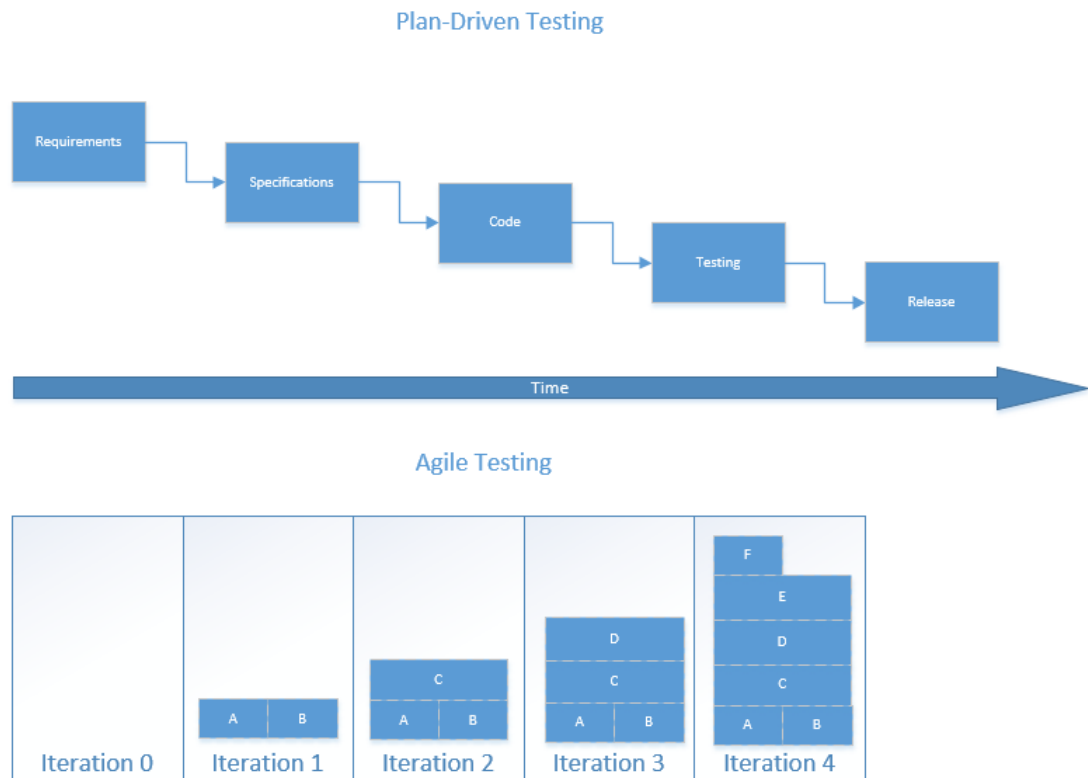 Plan-Driven Testing
Requirements
Specifications
Code
Testing
Release
Time
Agile Testing
F
E
D
D
C
C
C
A B
A B
A B
A B
Iteration 0
Iteration 1
Iteration 2
Iteration 3
Iteration 4